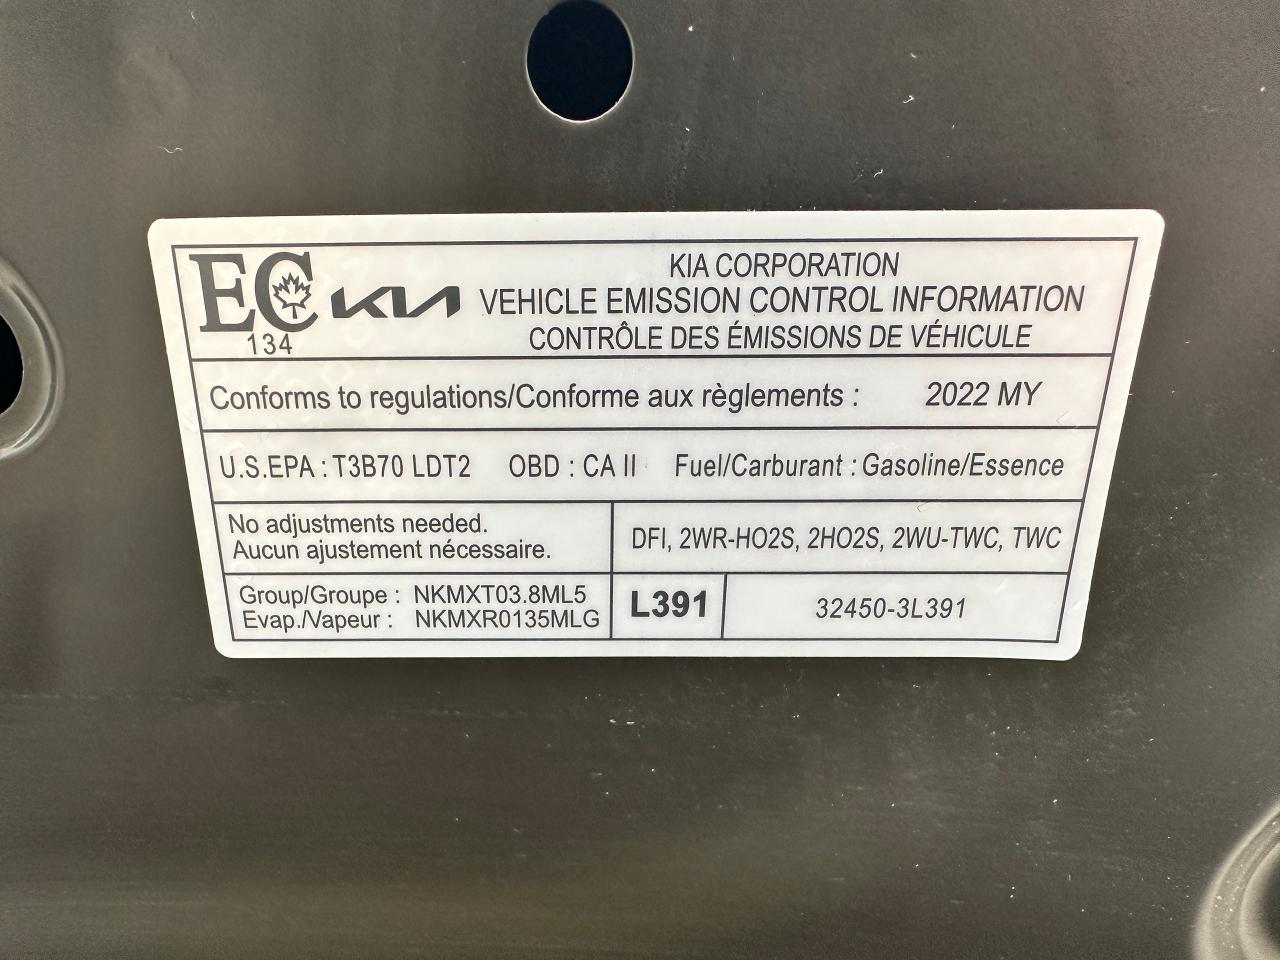 EC KIA KIA CORPORATION
134 VEHICLE EMISSION CONTROL INFORMATION
CONTRÔLE DES ÉMISSIONS DE VÉHICULE
Conforms to regulations/Conforme aux règlements : 2022 MY
U.S.EPA : T3B70 LDT2 OBD : CA II Fuel/Carburant : Gasoline/Essence
No adjustments needed.
Aucun ajustement nécessaire.
DFI, 2WR-HO2S, 2HO2S, 2WU-TWC, TWC
Group/Groupe : NKMXT03.8ML5
Evap./Vapeur : NKMXR0135MLG
L391
32450-3L391